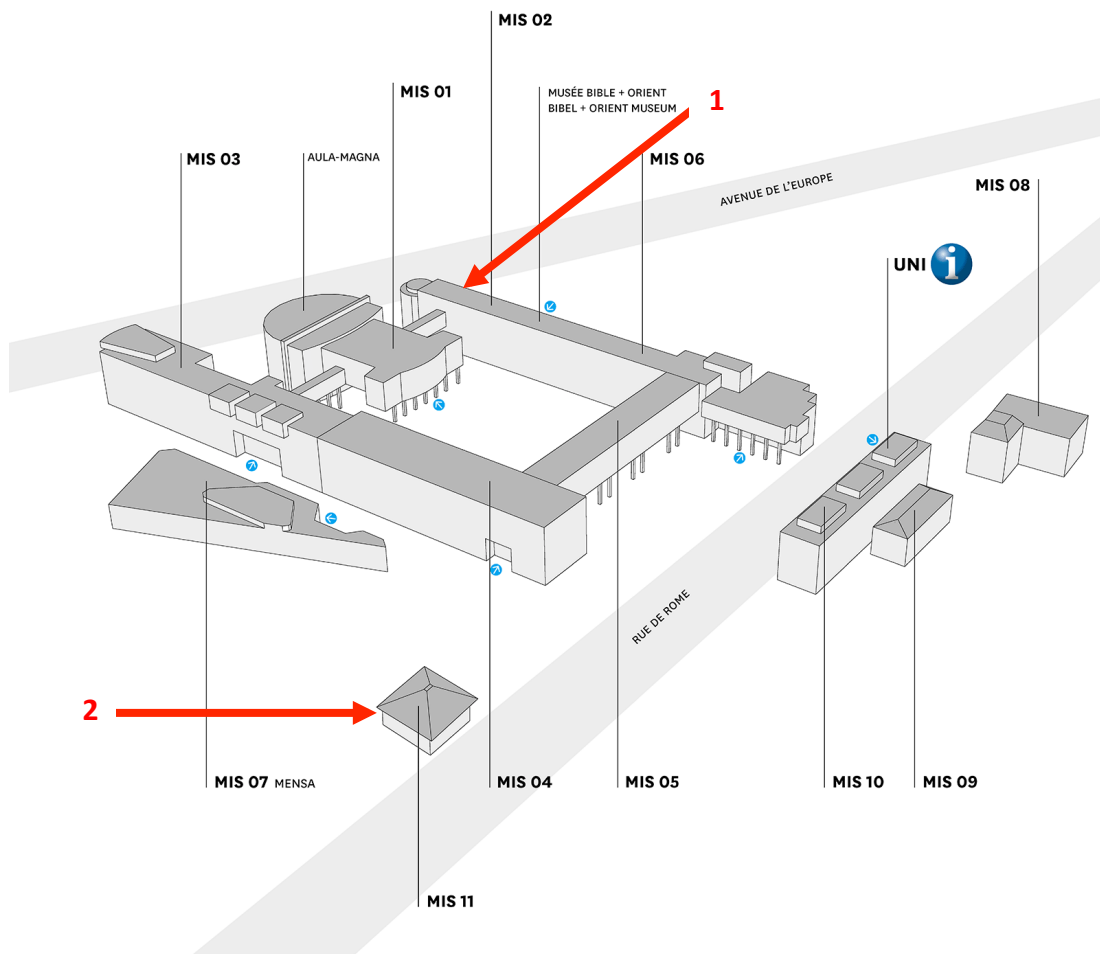 MIS 02
MIS 01
MUSÉE BIBLE + ORIENT
BIBEL + ORIENT MUSEUM
1
MIS 03
AULA-MAGNA
MIS 06
AVENUE DE L'EUROPE
MIS 08
UNI i
RUE DE ROME
2
MIS 07 MENSA
MIS 04
MIS 05
MIS 10
MIS 09
MIS 11